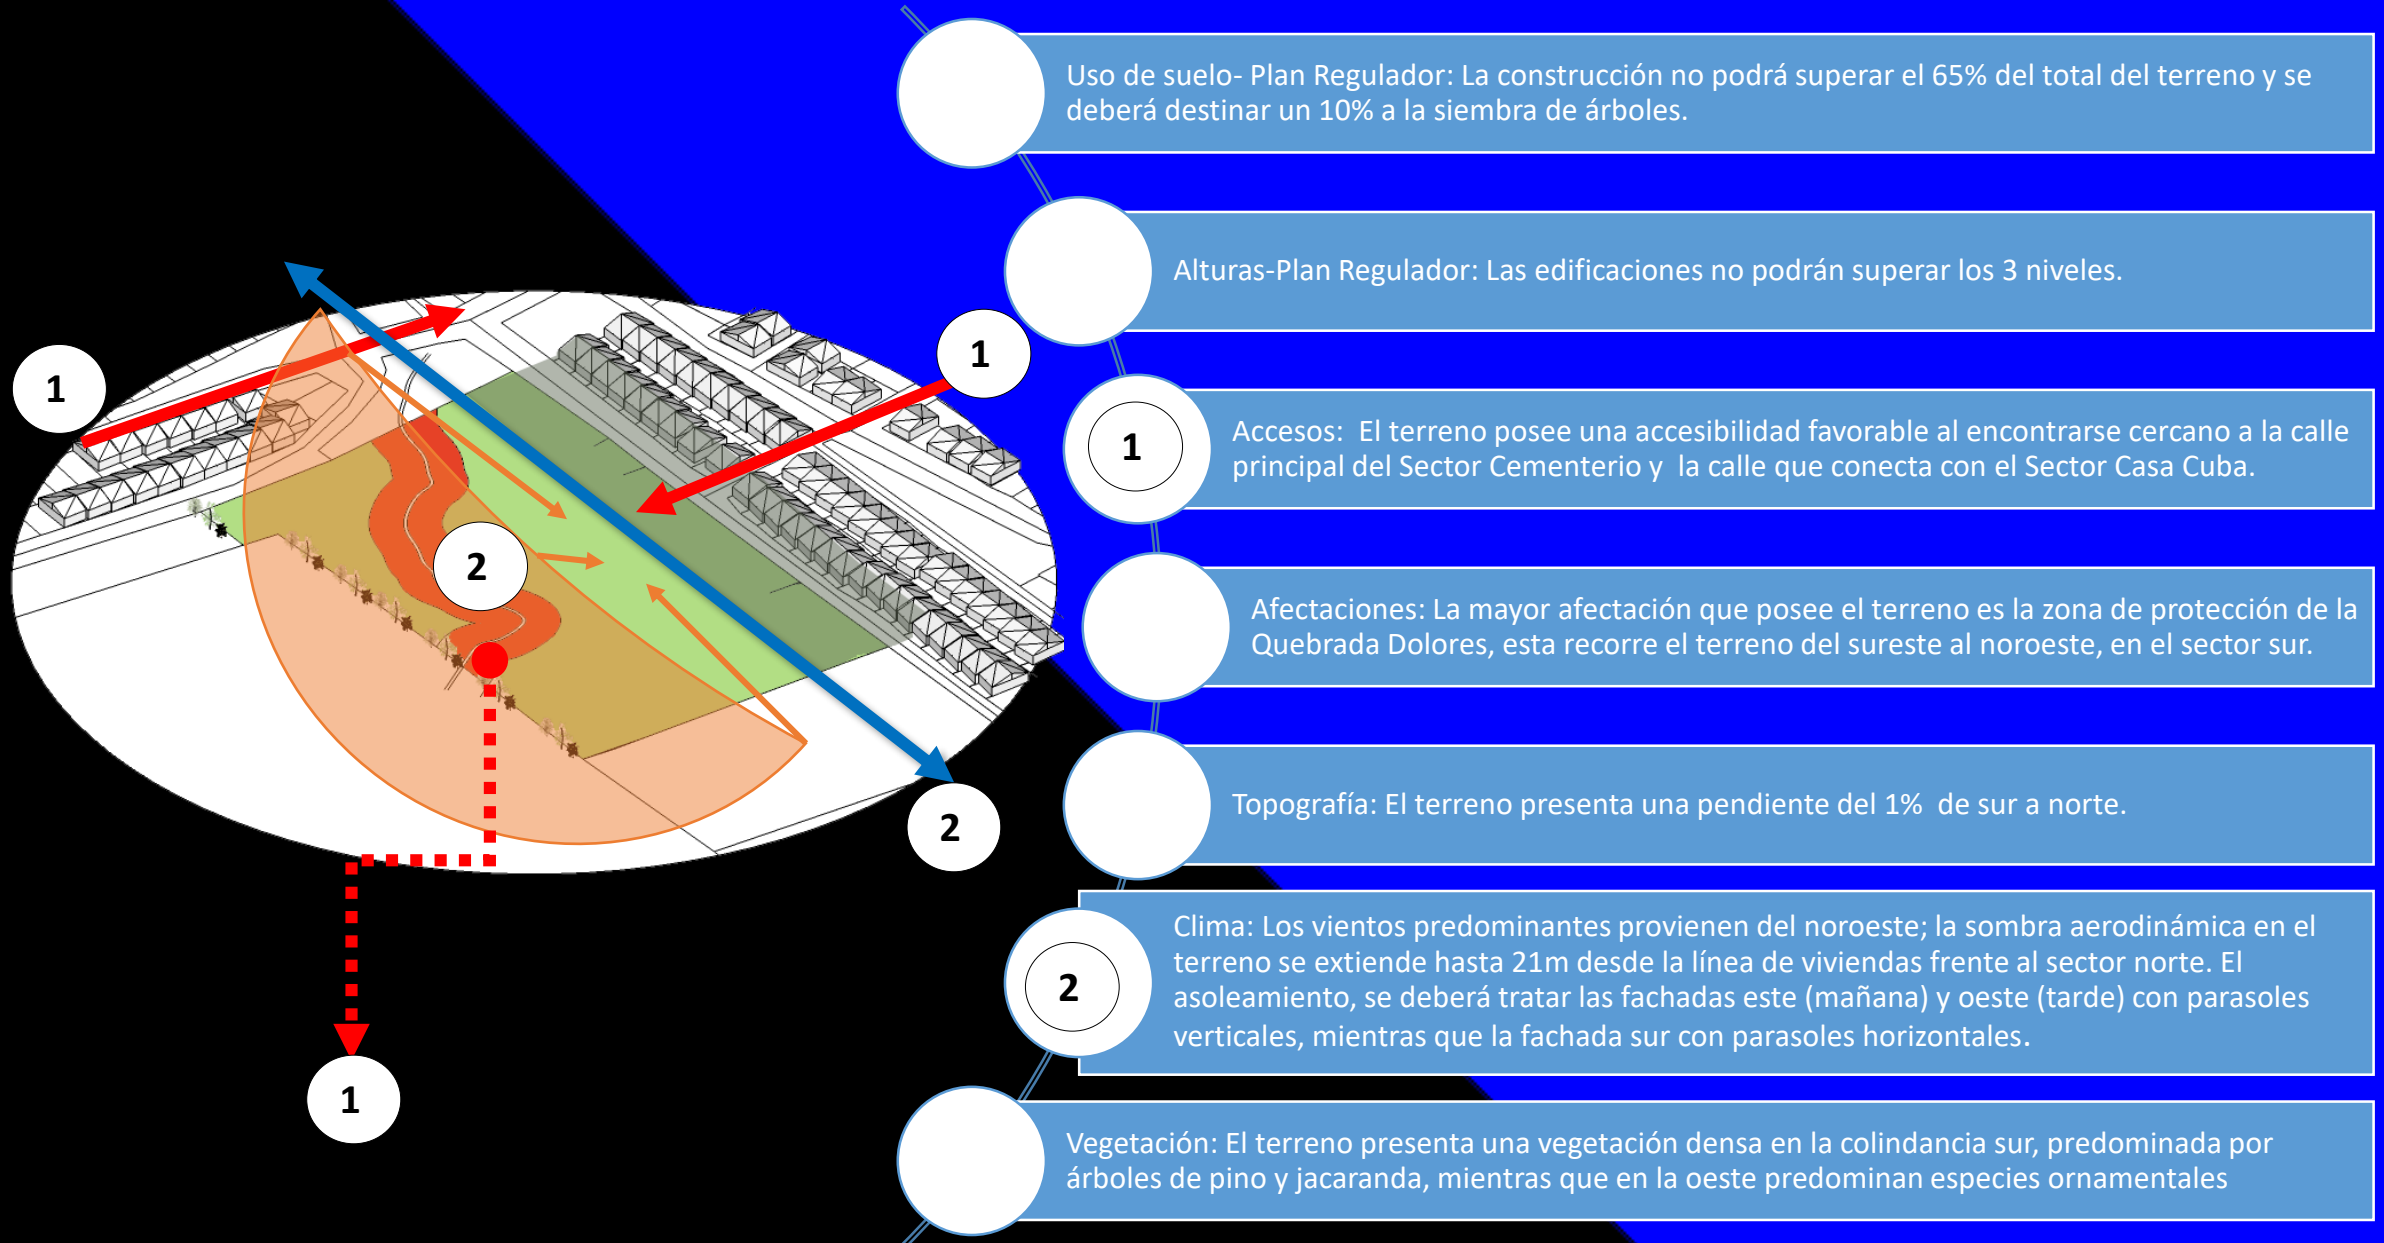 Uso de suelo- Plan Regulador: La construcción no podrá superar el 65% del total del terreno y se
deberá destinar un 10% a la siembra de árboles.
Alturas-Plan Regulador: Las edificaciones no podrán superar los 3 niveles.
1
1
1
Accesos:  El terreno posee una accesibilidad favorable al encontrarse cercano a la calle
principal del Sector Cementerio y  la calle que conecta con el Sector Casa Cuba.
2
Afectaciones: La mayor afectación que posee el terreno es la zona de protección de la
Quebrada Dolores, esta recorre el terreno del sureste al noroeste, en el sector sur.
Topografía: El terreno presenta una pendiente del 1%  de sur a norte.
2
2
Clima: Los vientos predominantes provienen del noroeste; la sombra aerodinámica en el
terreno se extiende hasta 21m desde la línea de viviendas frente al sector norte. El
asoleamiento, se deberá tratar las fachadas este (mañana) y oeste (tarde) con parasoles
verticales, mientras que la fachada sur con parasoles horizontales.
1
Vegetación: El terreno presenta una vegetación densa en la colindancia sur, predominada por
árboles de pino y jacaranda, mientras que en la oeste predominan especies ornamentales